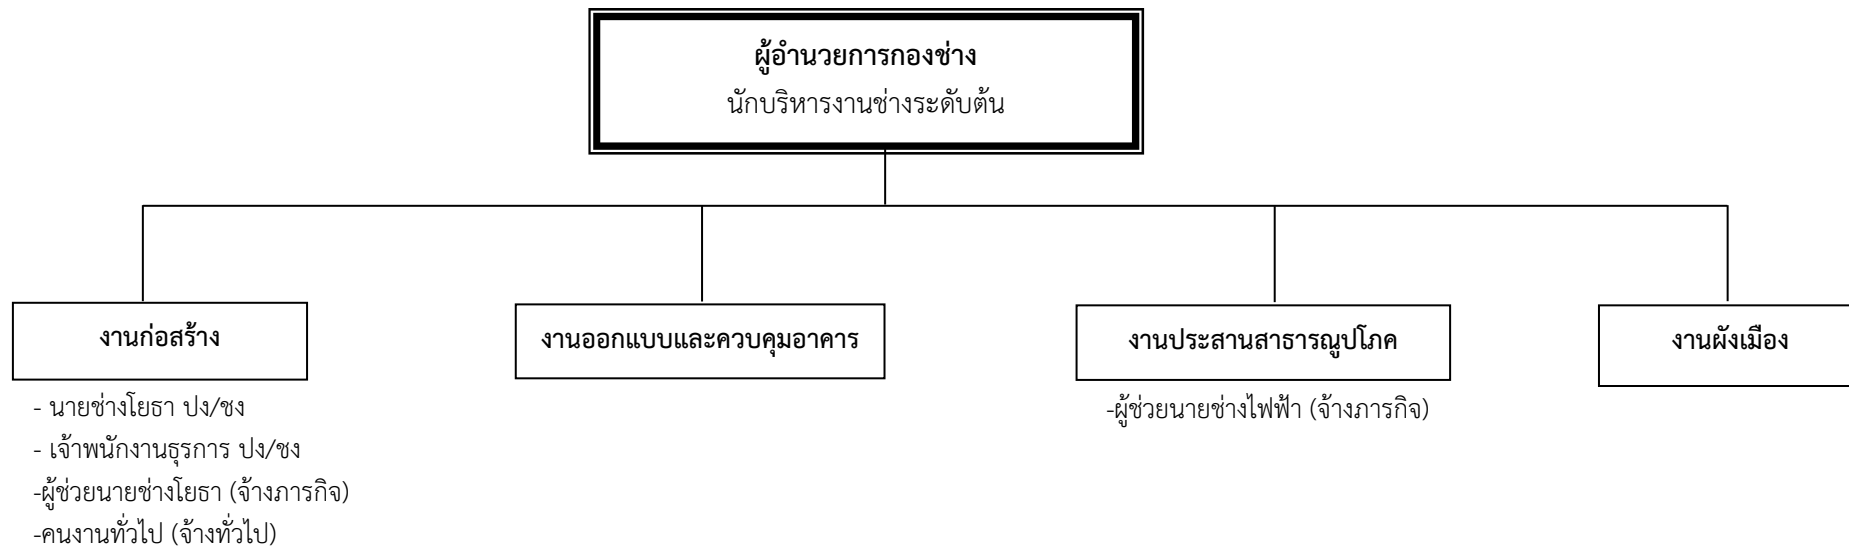 ผู้อำนวยการกองช่าง
นักบริหารงานช่างระดับต้น
งานก่อสร้าง
งานออกแบบและควบคุมอาคาร
งานประสานสาธารณูปโภค
งานผังเมือง
- นายช่างโยธา ปง/ชง
- เจ้าพนักงานธุรการ ปง/ชง
-ผู้ช่วยนายช่างโยธา (จ้างภารกิจ)
-คนงานทั่วไป (จ้างทั่วไป)
-ผู้ช่วยนายช่างไฟฟ้า (จ้างภารกิจ)